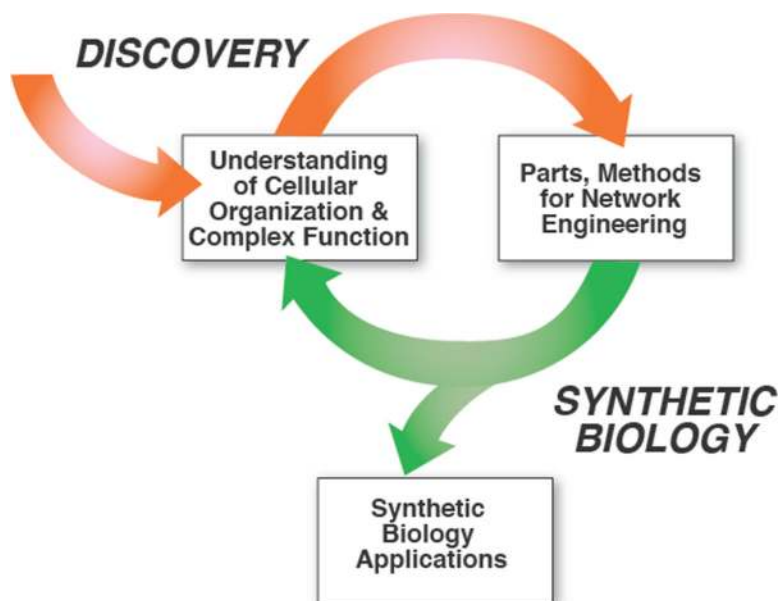 DISCOVERY
Understanding
of Cellular
Organization &
Complex Function
Parts, Methods
for Network
Engineering
SYNTHETIC
BIOLOGY
Synthetic
Biology
Applications